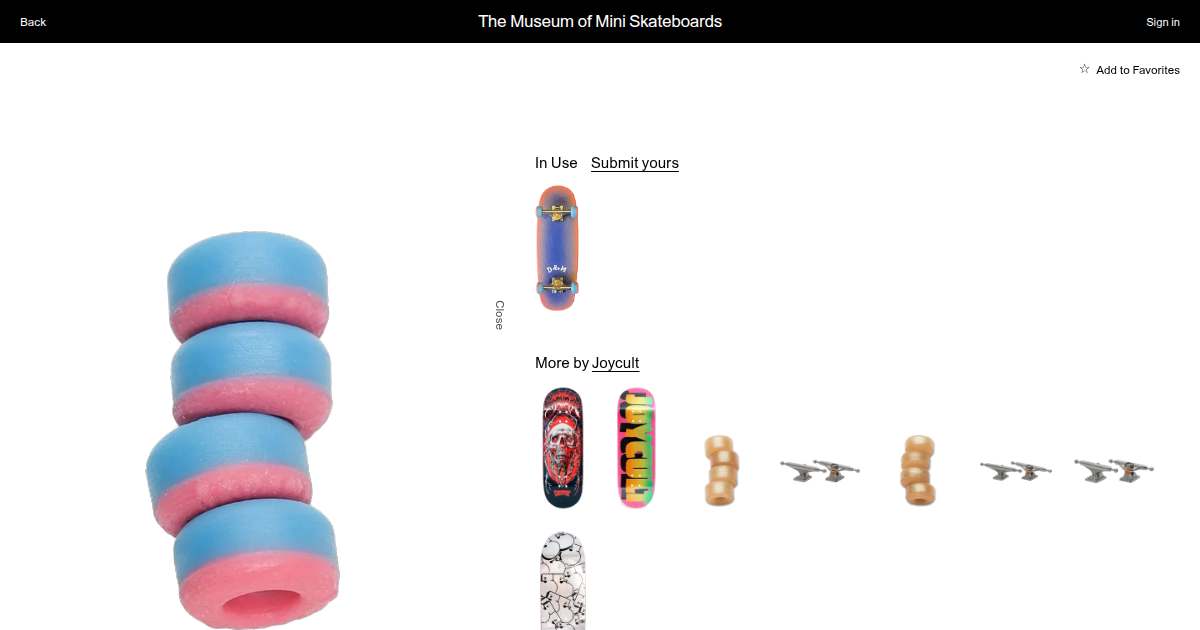 Back
The Museum of Mini Skateboards
Sign in
☆ Add to Favorites
In Use Submit yours
Close
More by Joycult
JOYCULT